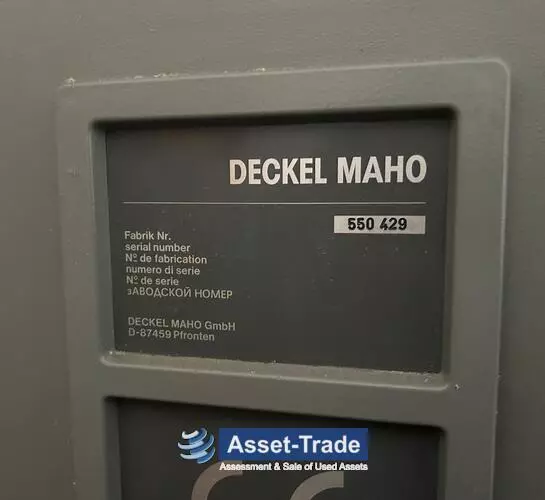 DECKEL MAHO
550 429
Fabrik Nr.
serial number
Nº de fabrication
numero di serie
Nº de serie
зАВОДСКОЙ НОМЕР
DECKEL MAHO GmbH
D-87459 Pfronten
Asset-Trade
Assessment & Sale of Used Assets
CE